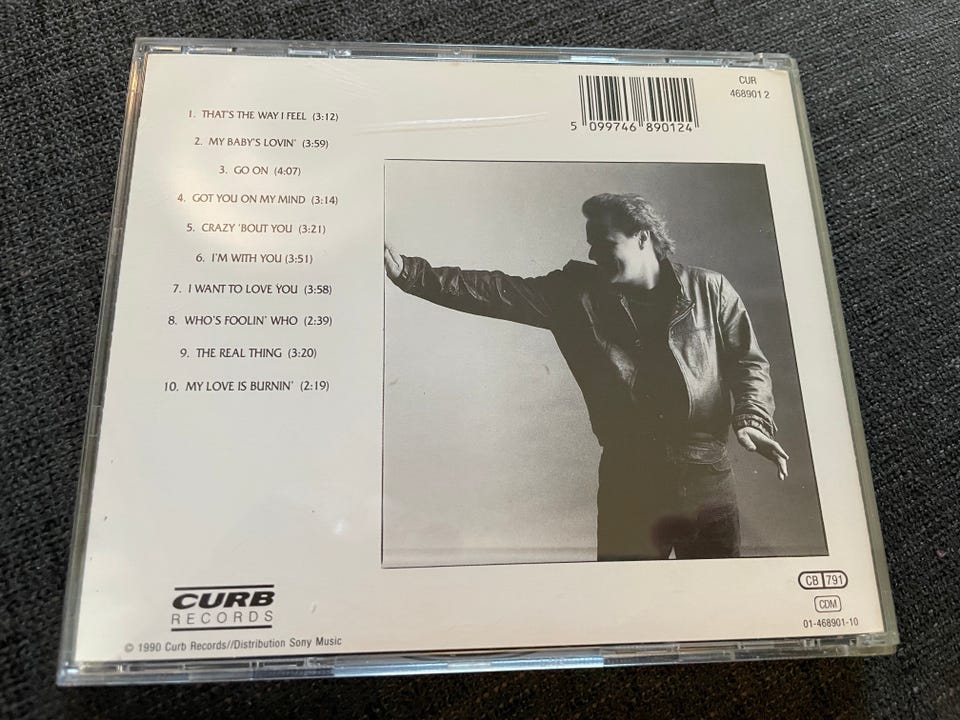 1. THAT'S THE WAY I FEEL (3:12)
2. MY BABY'S LOVIN' (3:59)
3. GO ON (4:07)
4. GOT YOU ON MY MIND (3:14)
5. CRAZY 'BOUT YOU (3:21)
6. I'M WITH YOU (3:51)
7. I WANT TO LOVE YOU (3:58)
8. WHO'S FOOLIN' WHO (2:39)
9. THE REAL THING (3:20)
10. MY LOVE IS BURNIN' (2:19)
5 099746 890124
CUR
468901 2
CURB
RECORDS
© 1990 Curb Records//Distribution Sony Music
CB 791
CDM
01-468901-10